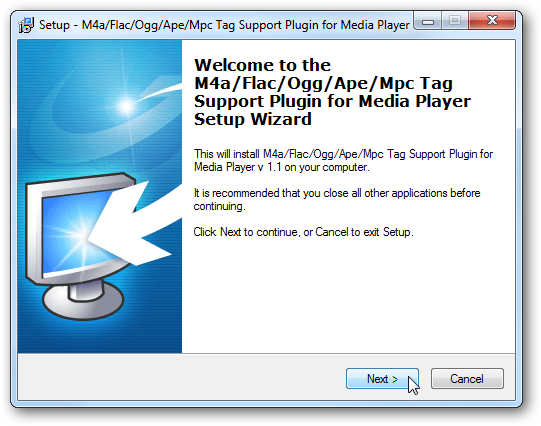 Setup - M4a/Flac/Ogg/Ape/Mpc Tag Support Plugin for Media Player
Welcome to the
M4a/Flac/Ogg/Ape/Mpc Tag
Support Plugin for Media Player
Setup Wizard
This will install M4a/Flac/Ogg/Ape/Mpc Tag Support Plugin for
Media Player v 1.1 on your computer.
It is recommended that you close all other applications before
continuing.
Click Next to continue, or Cancel to exit Setup.
Next >
Cancel